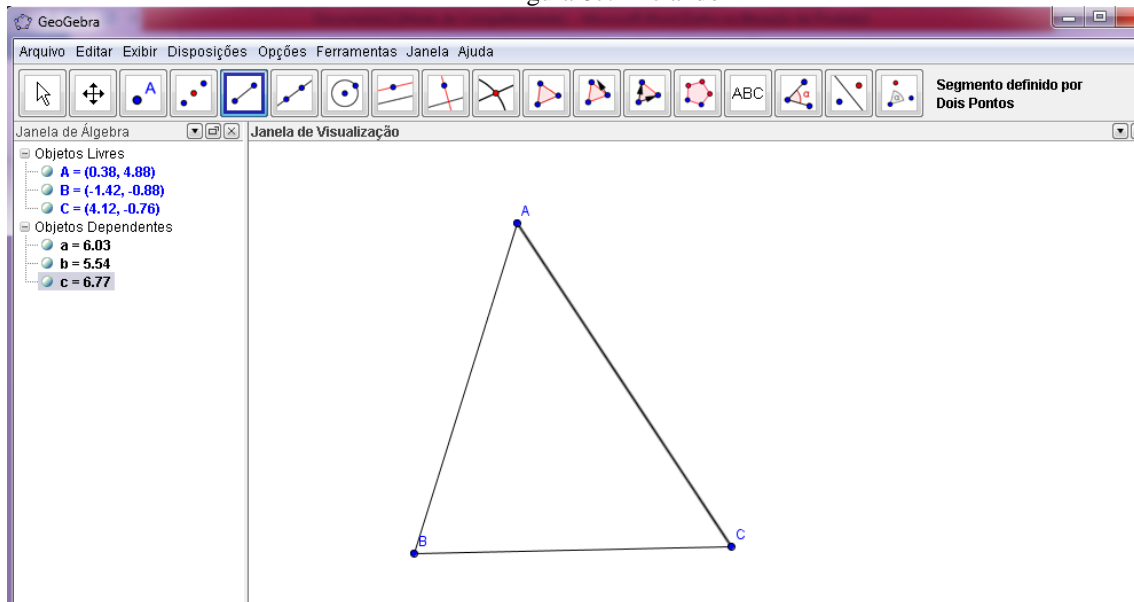 GeoGebra
Arquivo Editar Exibir Disposições Opções Ferramentas Janela Ajuda
A
ABC
Segmento definido por
Dois Pontos
Janela de Álgebra
Janela de Visualização
Objetos Livres
A = (0.38, 4.88)
B = (-1.42, -0.88)
C = (4.12, -0.76)
Objetos Dependentes
a = 6.03
b = 5.54
c = 6.77
A
B
C